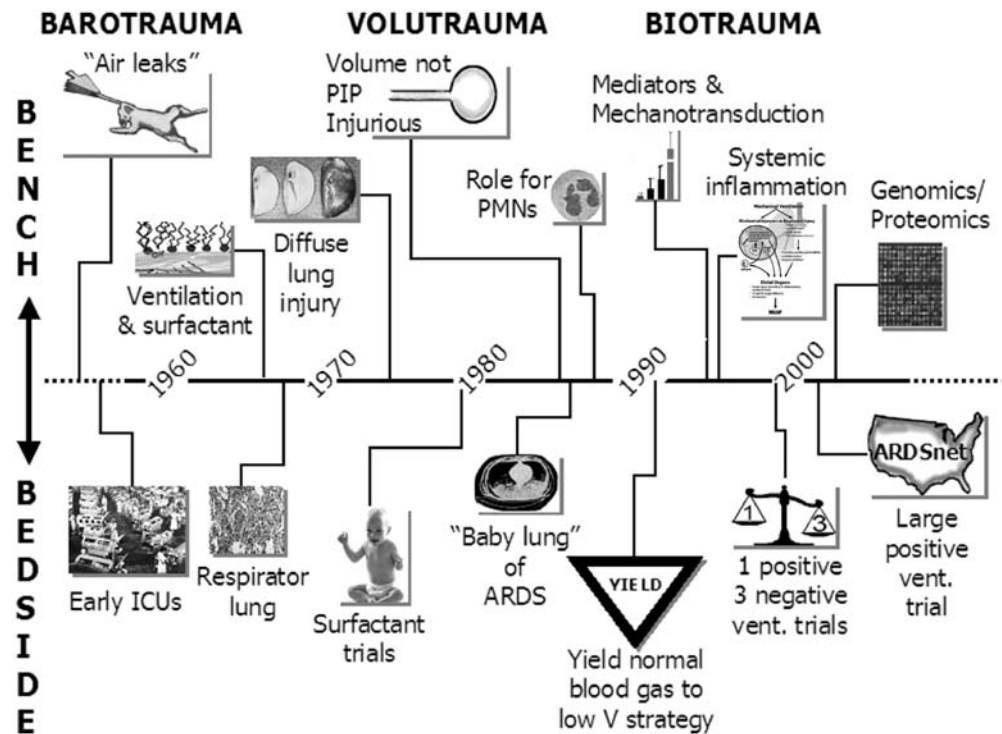 BAROTRAUMA
VOLUTRAUMA
BIOTRAUMA
"Air leaks"
Volume not
PIP
Injurious
Mediators &
Mechanotransduction
Systemic
inflammation
Genomics/
Proteomics
Role for
PMNs
Diffuse
lung
injury
Ventilation
& surfactant
BENCH
1960
1970
1980
1990
2000
BEDSIDE
Early ICUs
Respirator
lung
Surfactant
trials
"Baby lung"
of
ARDS
YIELD
Yield normal
blood gas to
low V strategy
1
3
1 positive
3 negative
vent. trials
ARDSnet
Large
positive
vent.
trial